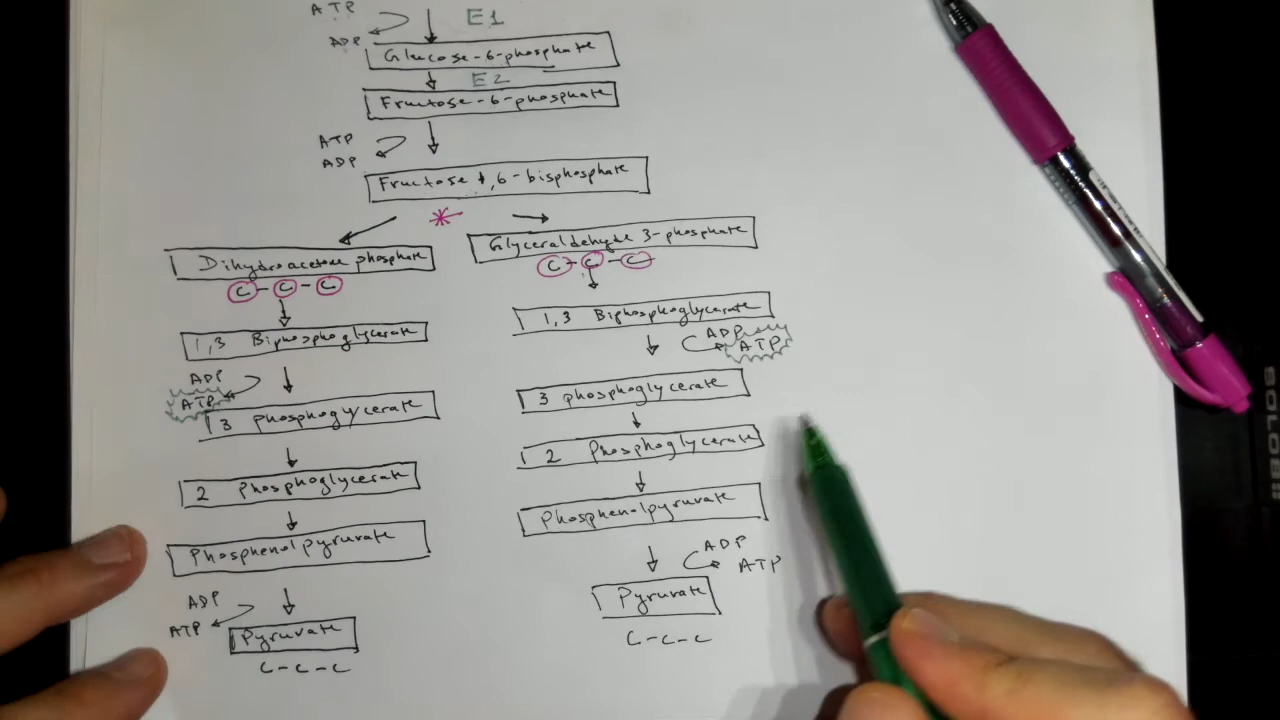 ATP
E1
ADP
Glucose-6-phosphate
E2
Fructose-6-phosphate
ATP
ADP
Fructose 1,6-bisphosphate
*
Dihydroacetone phosphate
C-C-C
1,3 Biphosphoglycerate
ADP
ATP
3 phosphoglycerate
2 Phosphoglycerate
Phosphenolpyruvate
ADP
ATP
Pyruvate
C-C-C
Glyceraldehyde 3-phosphate
C-C-C
1,3 Biphosphoglycerate
ADP
ATP
3 phosphoglycerate
2 Phosphoglycerate
Phosphenolpyruvate
ADP
ATP
Pyruvate
C-C-C